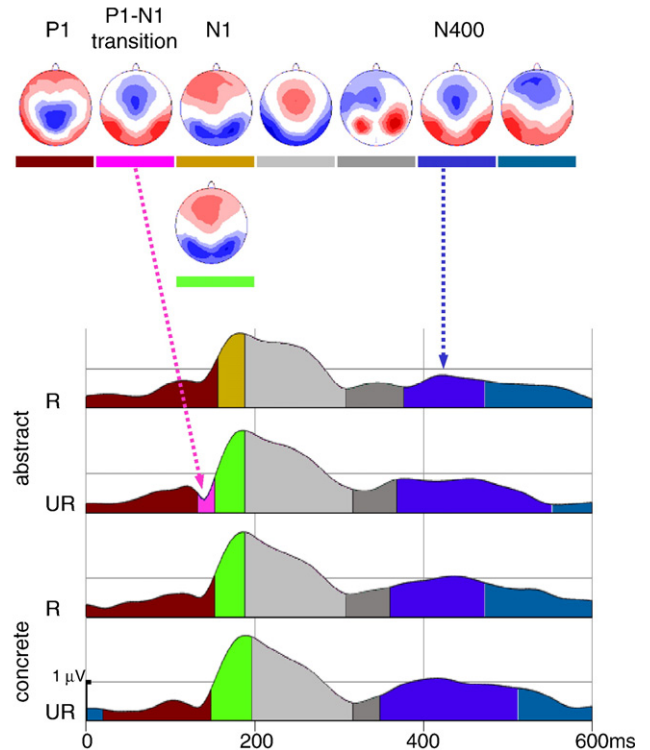 P1
P1-N1
transition
N1
N400
abstract
R
UR
concrete
R
1 μV
UR
0
200
400
600ms